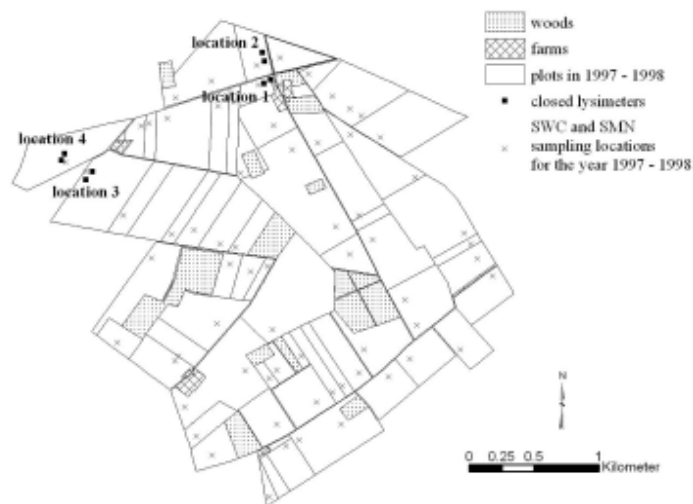 location 2
location 1
location 4
location 3
woods
farms
plots in 1997 - 1998
closed lysimeters
SWC and SMN
sampling locations
for the year 1997 - 1998
N
0 0.25 0.5 1
Kilometer